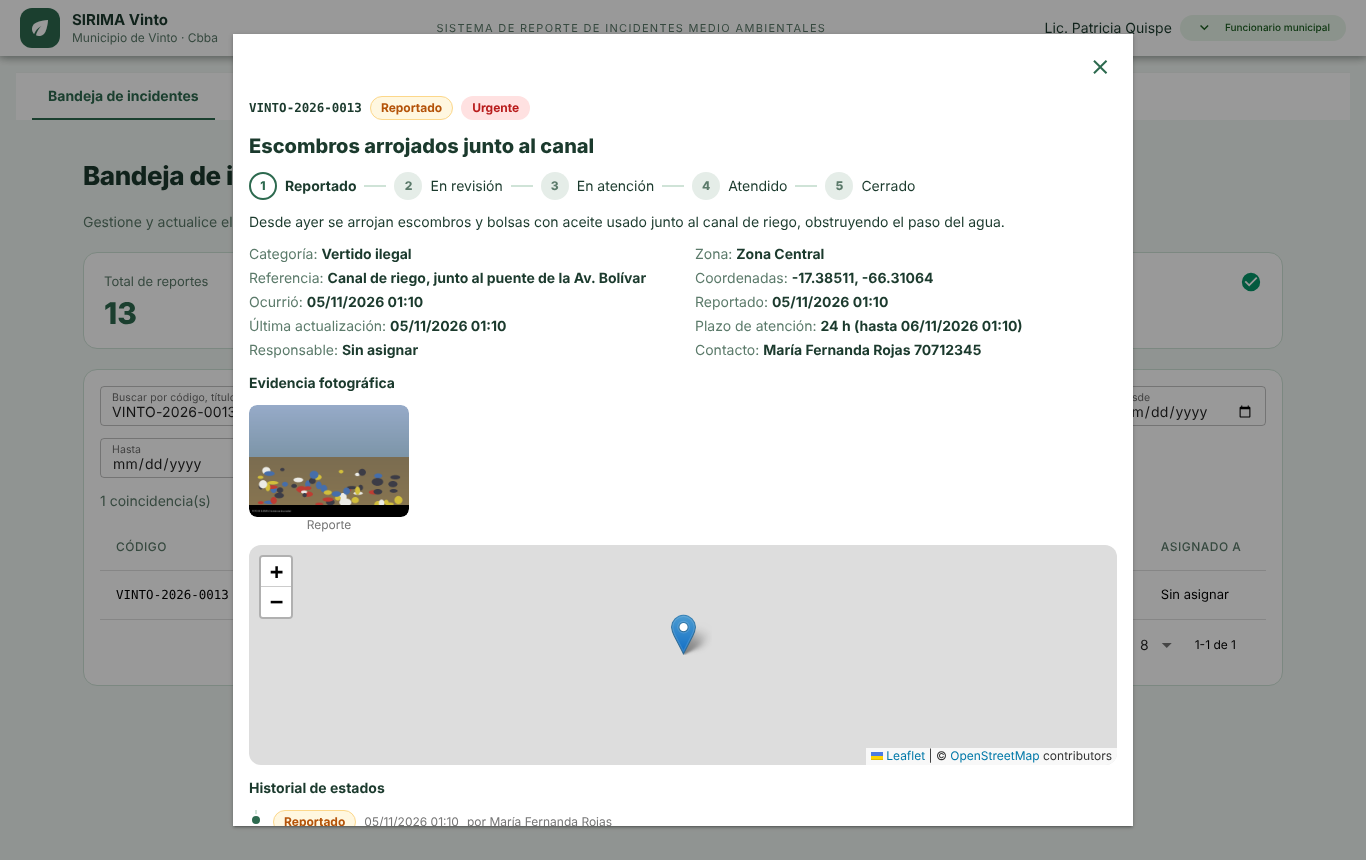 SIRIMA Vinto
Municipio de Vinto · Cbba
SISTEMA DE REPORTE DE INCIDENTES MEDIO AMBIENTALES
Lic. Patricia Quispe
Funcionario municipal
Bandeja de incidentes
Bandeja de i
Gestione y actualice el
Total de reportes
13
Buscar por código, títul
VINTO-2026-0013
sde
m/dd/yyyy
Hasta
mm/dd/yyyy
1 coincidencia(s)
CÓDIGO
ASIGNADO A
VINTO-2026-0013
Sin asignar
8
1-1 de 1
VINTO-2026-0013 Reportado Urgente
Escombros arrojados junto al canal
1 Reportado 2 En revisión 3 En atención 4 Atendido 5 Cerrado
Desde ayer se arrojan escombros y bolsas con aceite usado junto al canal de riego, obstruyendo el paso del agua.
Categoría: Vertido ilegal
Zona: Zona Central
Referencia: Canal de riego, junto al puente de la Av. Bolívar
Coordenadas: -17.38511, -66.31064
Ocurrió: 05/11/2026 01:10
Reportado: 05/11/2026 01:10
Última actualización: 05/11/2026 01:10
Plazo de atención: 24 h (hasta 06/11/2026 01:10)
Responsable: Sin asignar
Contacto: María Fernanda Rojas 70712345
Evidencia fotográfica
Reporte
+
−
Leaflet | © OpenStreetMap contributors
Historial de estados
Reportado 05/11/2026 01:10 por María Fernanda Rojas